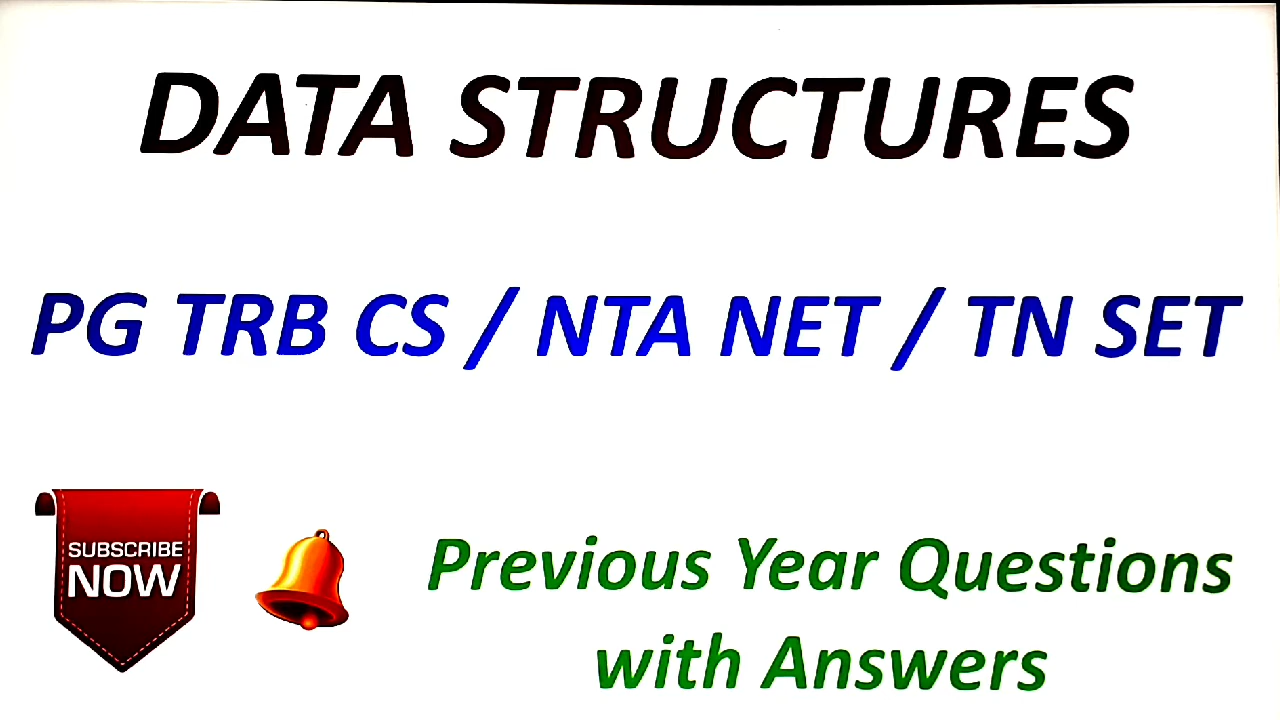 DATA STRUCTURES
PG TRB CS / NTA NET / TN SET
SUBSCRIBE
NOW
Previous Year Questions
with Answers